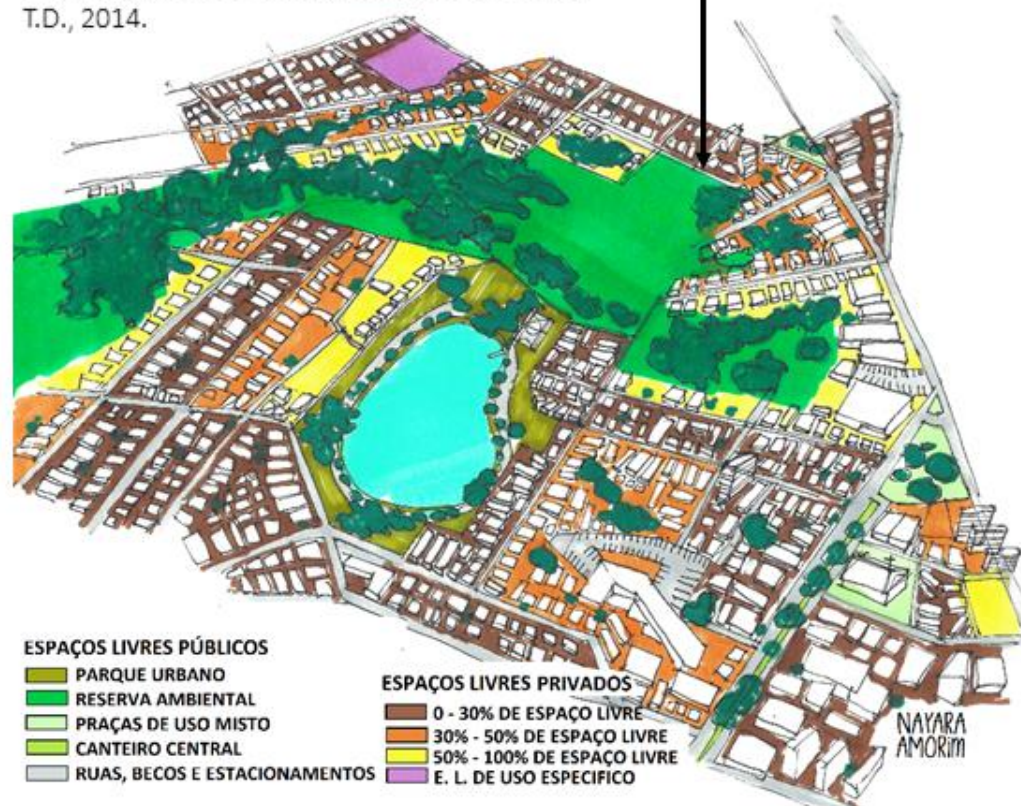 T.D., 2014.
ESPAÇOS LIVRES PÚBLICOS
PARQUE URBANO
RESERVA AMBIENTAL
PRAÇAS DE USO MISTO
CANTEIRO CENTRAL
RUAS, BECOS E ESTACIONAMENTOS
ESPAÇOS LIVRES PRIVADOS
0 - 30% DE ESPAÇO LIVRE
30% - 50% DE ESPAÇO LIVRE
50% - 100% DE ESPAÇO LIVRE
E. L. DE USO ESPECIFICO
NAYARA
AMORIM